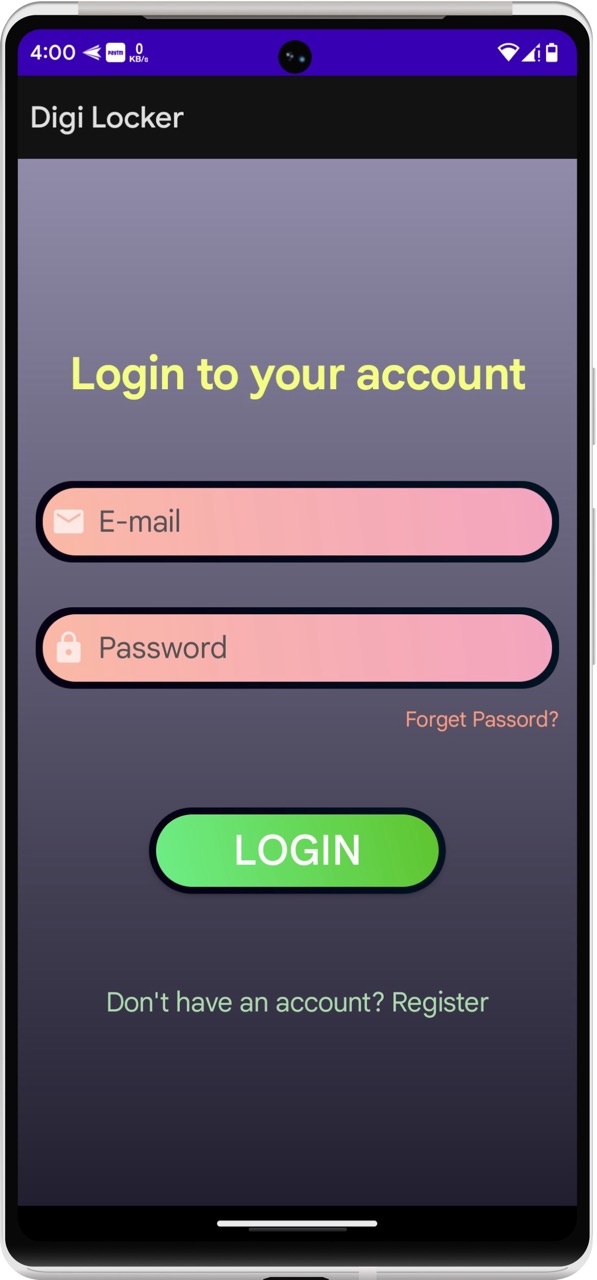 4:00 paytm 0 KB/s
Digi Locker
Login to your account
E-mail
Password
Forget Passord?
LOGIN
Don't have an account? Register